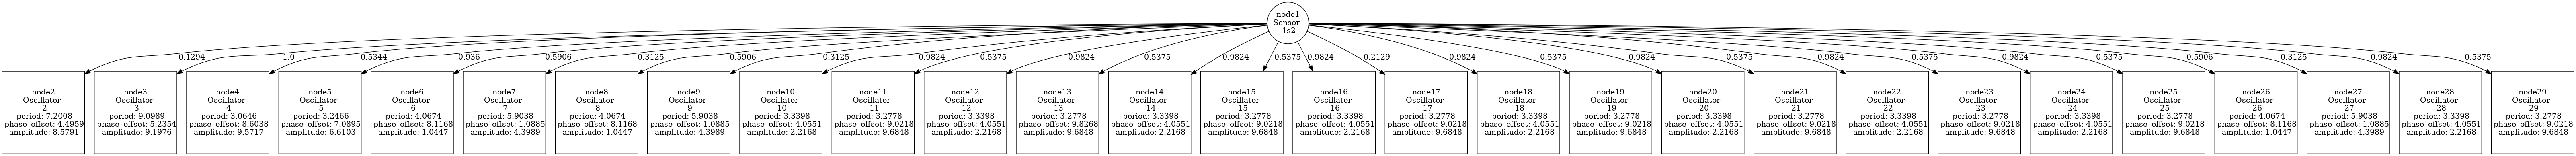 node1
Sensor
1s2
0.1294
1.0
-0.5344
0.936
0.5906
-0.3125
0.5906
-0.3125
0.9824
-0.5375
0.9824
-0.5375
0.9824
-0.5375
0.9824
0.2129
0.9824
-0.5375
0.9824
-0.5375
0.9824
-0.5375
0.9824
-0.5375
0.5906
-0.3125
0.9824
-0.5375
node2
Oscillator
2
period: 7.2008
phase_offset: 4.4959
amplitude: 8.5791
node3
Oscillator
3
period: 9.0989
phase_offset: 5.2354
amplitude: 9.1976
node4
Oscillator
4
period: 3.0646
phase_offset: 8.6038
amplitude: 9.5717
node5
Oscillator
5
period: 3.2466
phase_offset: 7.0895
amplitude: 6.6103
node6
Oscillator
6
period: 4.0674
phase_offset: 8.1168
amplitude: 1.0447
node7
Oscillator
7
period: 5.9038
phase_offset: 1.0885
amplitude: 4.3989
node8
Oscillator
8
period: 4.0674
phase_offset: 8.1168
amplitude: 1.0447
node9
Oscillator
9
period: 5.9038
phase_offset: 1.0885
amplitude: 4.3989
node10
Oscillator
10
period: 3.3398
phase_offset: 4.0551
amplitude: 2.2168
node11
Oscillator
11
period: 3.2778
phase_offset: 9.0218
amplitude: 9.6848
node12
Oscillator
12
period: 3.3398
phase_offset: 4.0551
amplitude: 2.2168
node13
Oscillator
13
period: 3.2778
phase_offset: 9.8268
amplitude: 9.6848
node14
Oscillator
14
period: 3.3398
phase_offset: 4.0551
amplitude: 2.2168
node15
Oscillator
15
period: 3.2778
phase_offset: 9.0218
amplitude: 9.6848
node16
Oscillator
16
period: 3.3398
phase_offset: 4.0551
amplitude: 2.2168
node17
Oscillator
17
period: 3.2778
phase_offset: 9.0218
amplitude: 9.6848
node18
Oscillator
18
period: 3.3398
phase_offset: 4.0551
amplitude: 2.2168
node19
Oscillator
19
period: 3.2778
phase_offset: 9.0218
amplitude: 9.6848
node20
Oscillator
20
period: 3.3398
phase_offset: 4.0551
amplitude: 2.2168
node21
Oscillator
21
period: 3.2778
phase_offset: 9.0218
amplitude: 9.6848
node22
Oscillator
22
period: 3.3398
phase_offset: 4.0551
amplitude: 2.2168
node23
Oscillator
23
period: 3.2778
phase_offset: 9.0218
amplitude: 9.6848
node24
Oscillator
24
period: 3.3398
phase_offset: 4.0551
amplitude: 2.2168
node25
Oscillator
25
period: 3.2778
phase_offset: 9.0218
amplitude: 9.6848
node26
Oscillator
26
period: 4.0674
phase_offset: 8.1168
amplitude: 1.0447
node27
Oscillator
27
period: 5.9038
phase_offset: 1.0885
amplitude: 4.3989
node28
Oscillator
28
period: 3.3398
phase_offset: 4.0551
amplitude: 2.2168
node29
Oscillator
29
period: 3.2778
phase_offset: 9.0218
amplitude: 9.6848